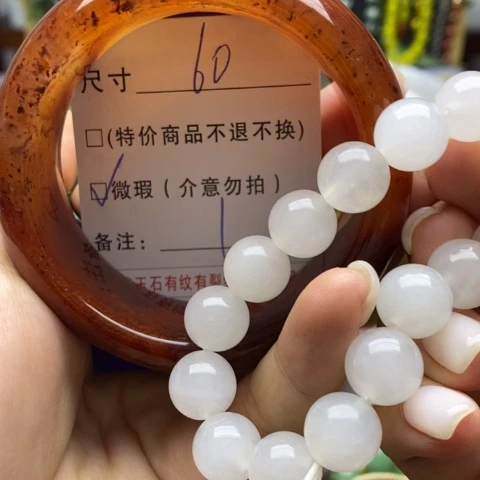 尺寸 60
□(特价商品不退不换)
☑微瑕(介意勿拍)
备注:
玉石有纹有裂